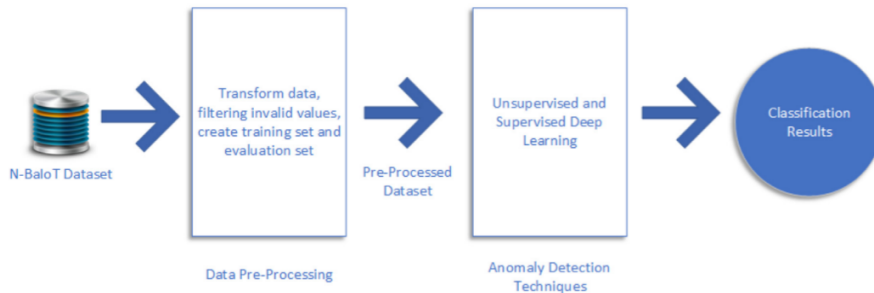 N-BaIoT Dataset
Transform data,
filtering invalid values,
create training set and
evaluation set
Data Pre-Processing
Pre-Processed
Dataset
Unsupervised and
Supervised Deep
Learning
Anomaly Detection
Techniques
Classification
Results